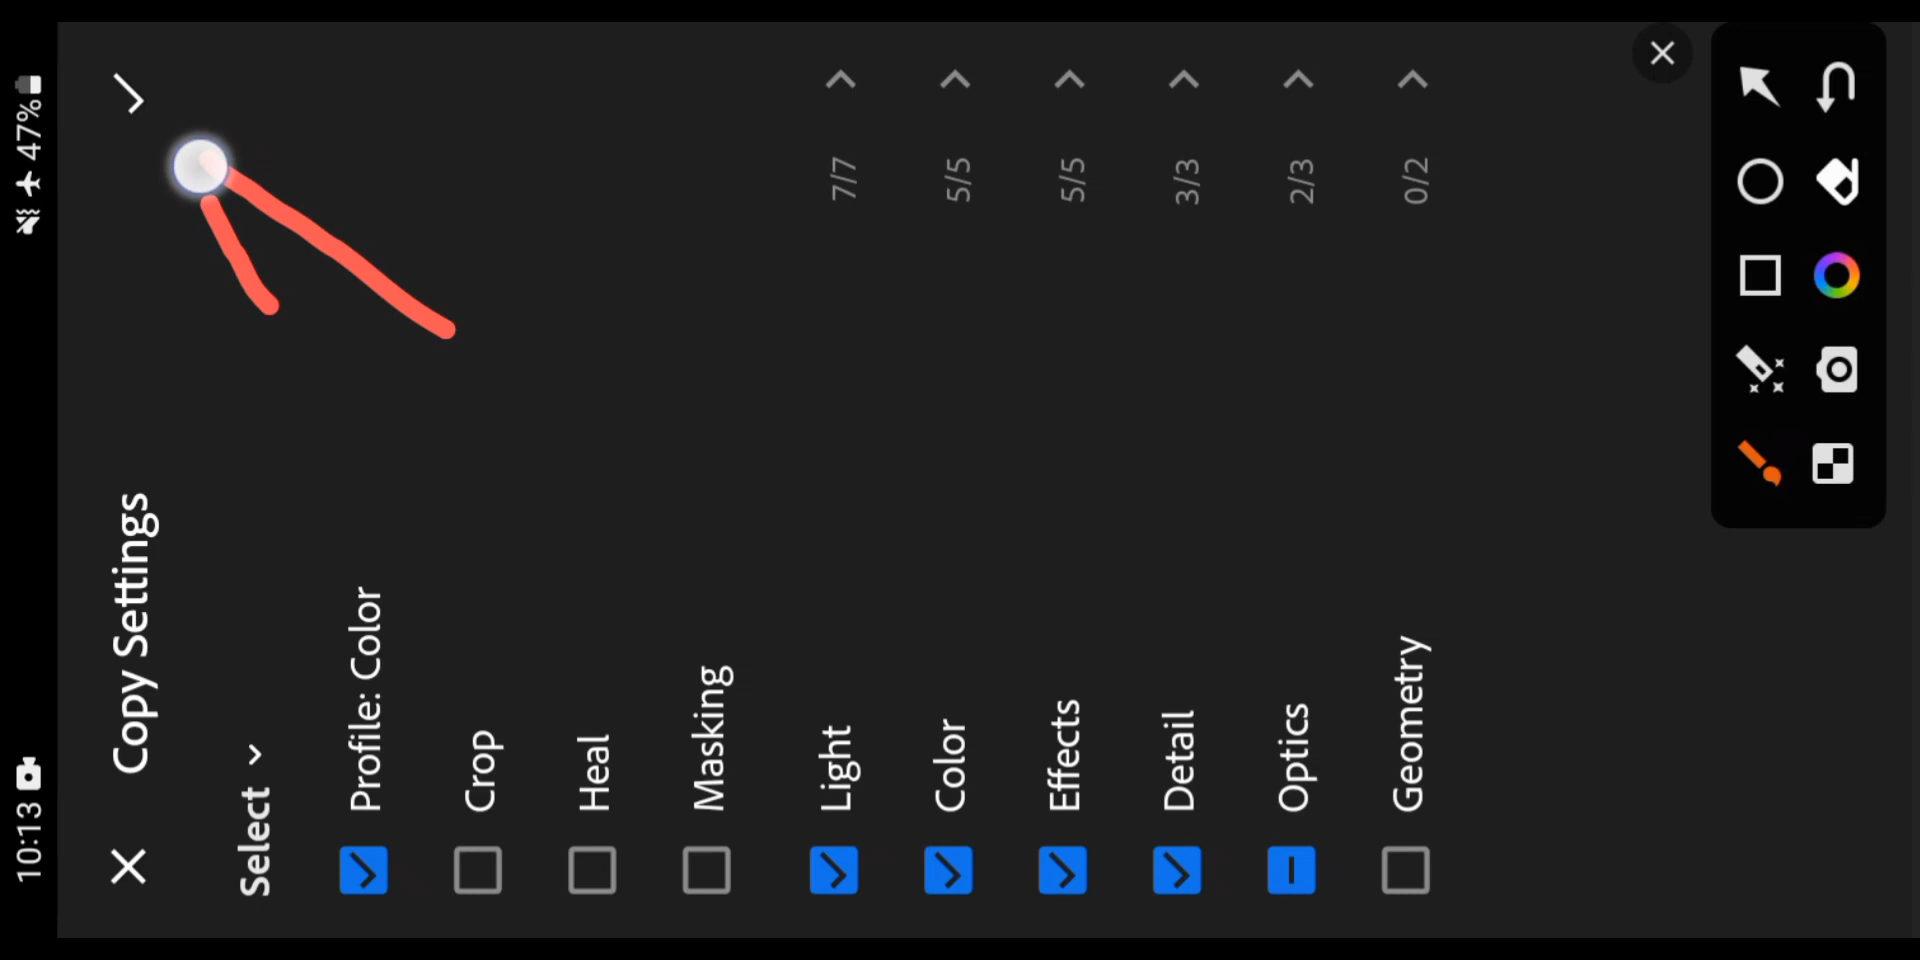 10:13 47%
Copy Settings
Select
Profile: Color
Crop
Heal
Masking
Light 7/7
Color 5/5
Effects 5/5
Detail 3/3
Optics 2/3
Geometry 0/2